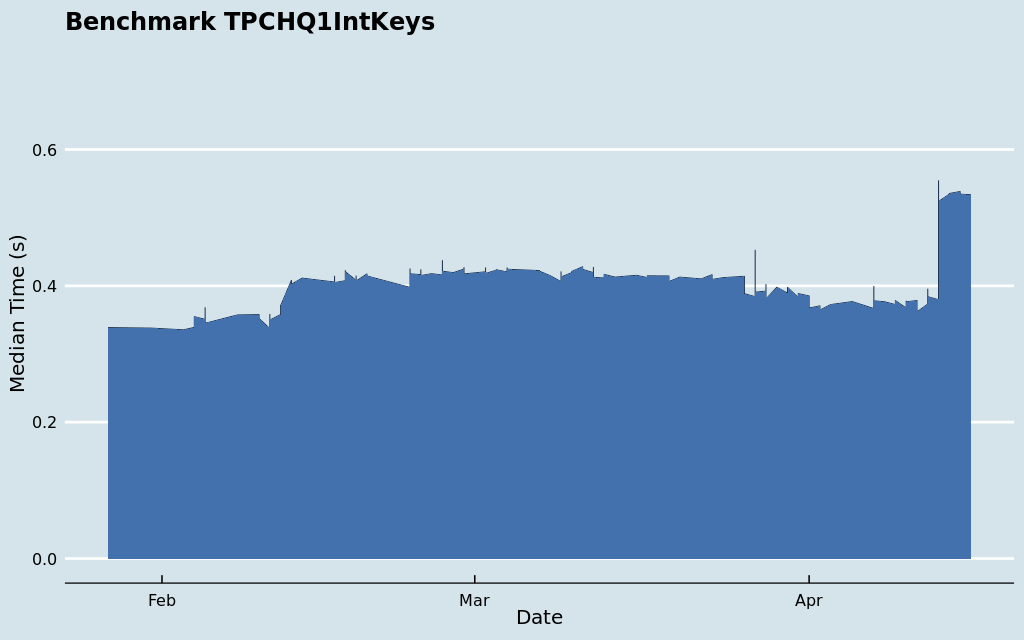 Benchmark TPCHQ1IntKeys
0.6
0.4
0.2
0.0
Median Time (s)
Feb
Mar
Apr
Date